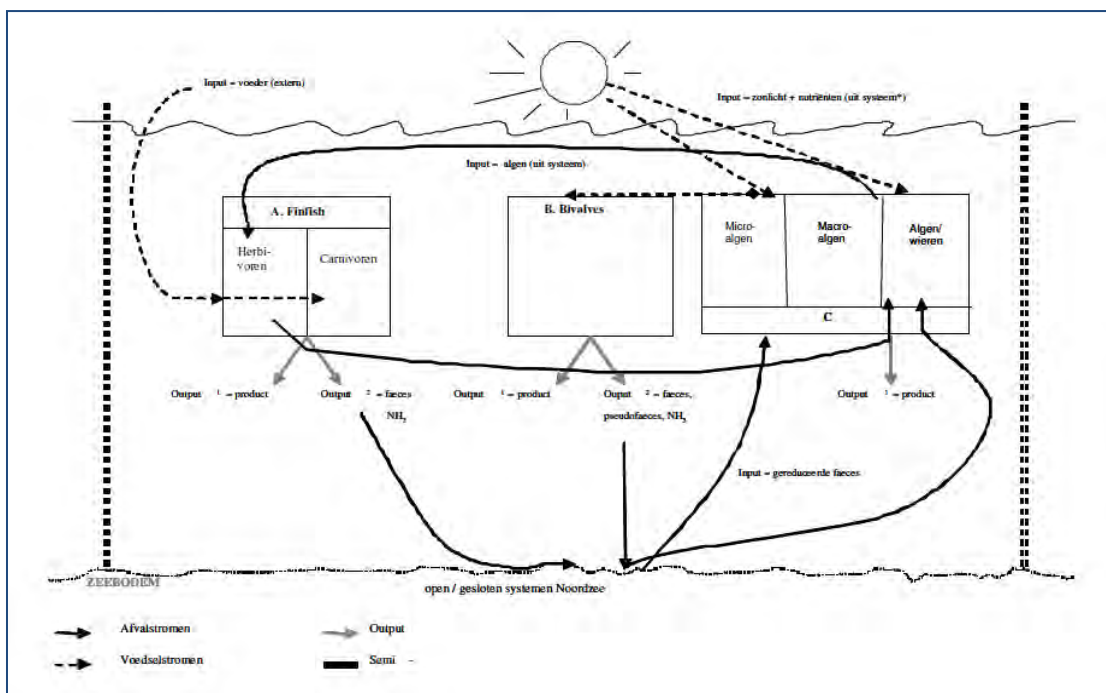 Input – voeder (extern)
Input – zonlicht + nutriënten (uit systeem*)
Input – algen (uit systeem)
A. Finfish
Herbi-
voren
Carnivoren
B. Bivalves
Micro-
algen
Macro-
algen
Algen/
wieren
C
Output ¹ – product
Output ² – faeces
NH₃
Output ¹ – product
Output ² – faeces,
pseudofaeces, NH₃
Output ¹ – product
Input – gereduceerde faeces
ZEEBODEM
open / gesloten systemen Noordzee
Afvalstromen
Output
Voedselstromen
Semi –